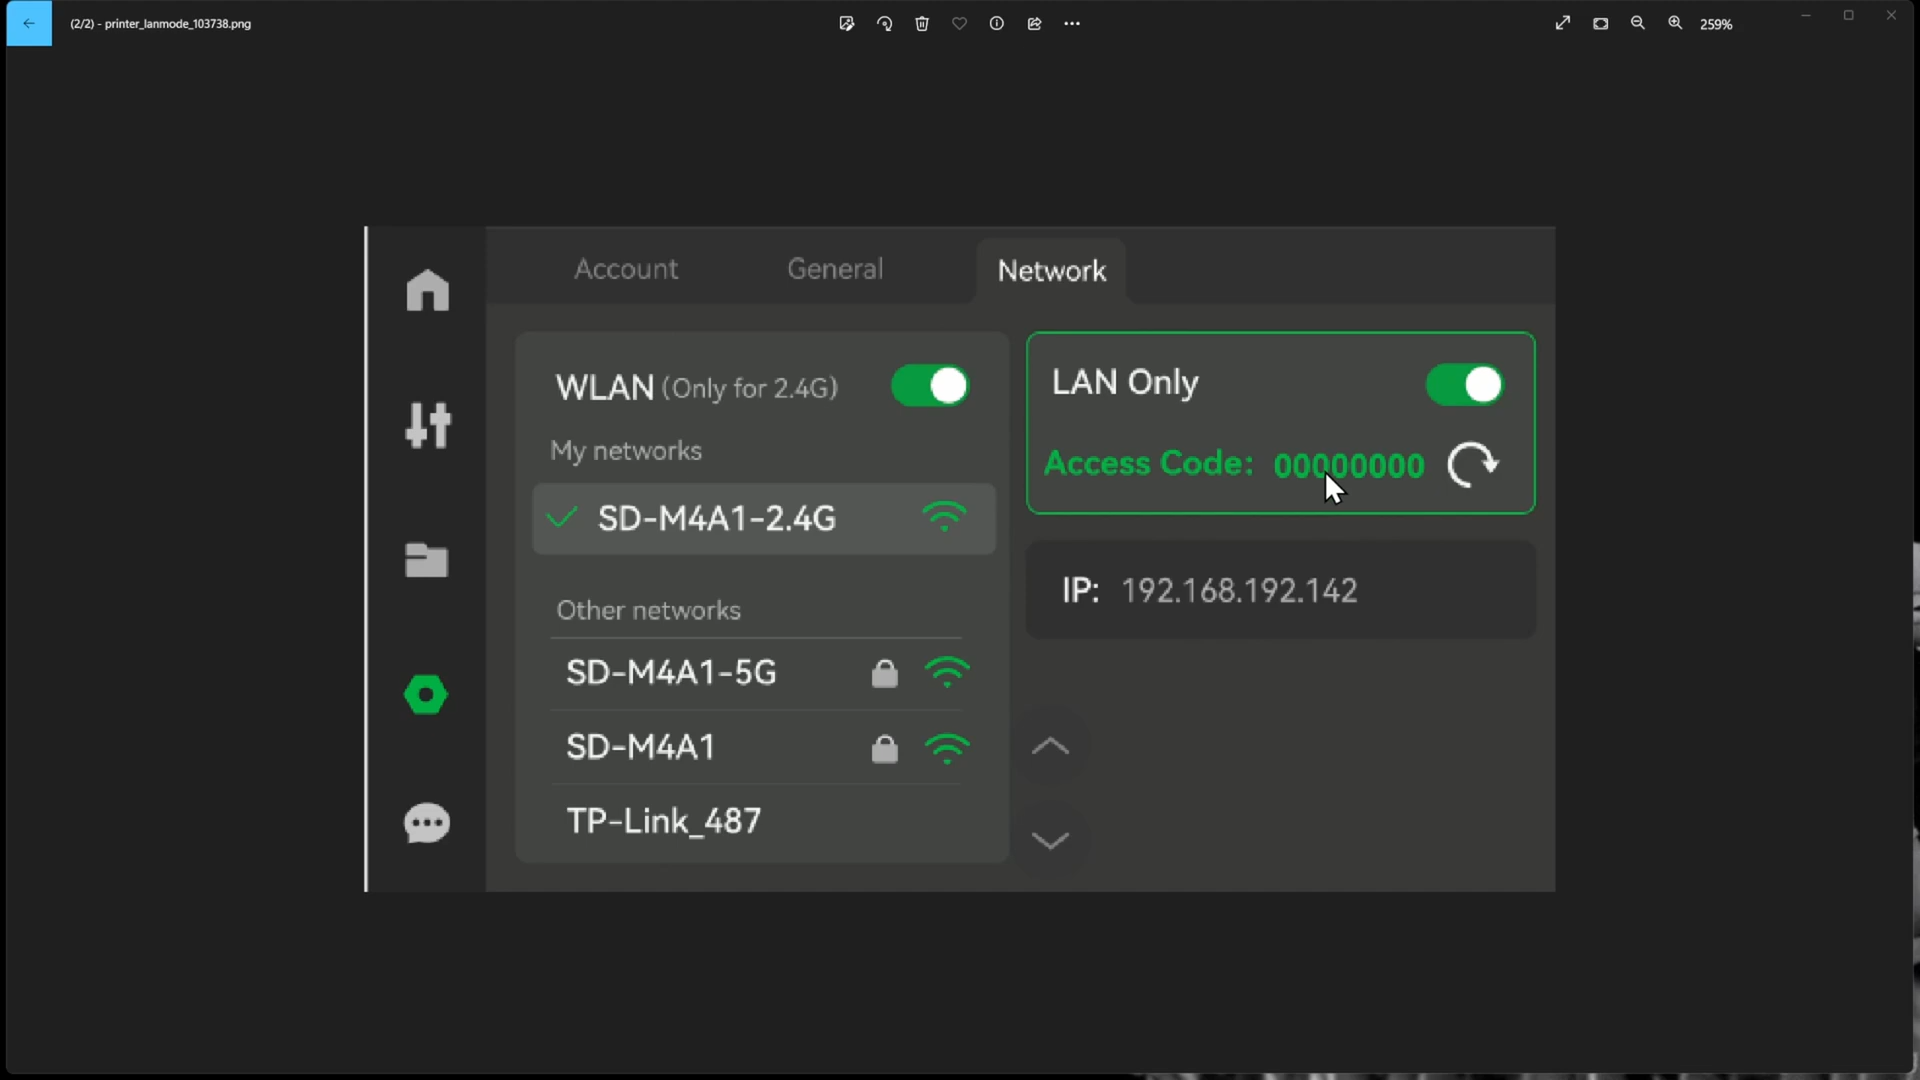 (2/2) - printer_lanmode_103738.png
259%
Account
General
Network
WLAN (Only for 2.4G)
My networks
SD-M4A1-2.4G
Other networks
SD-M4A1-5G
SD-M4A1
TP-Link_487
LAN Only
Access Code: 00000000
IP: 192.168.192.142